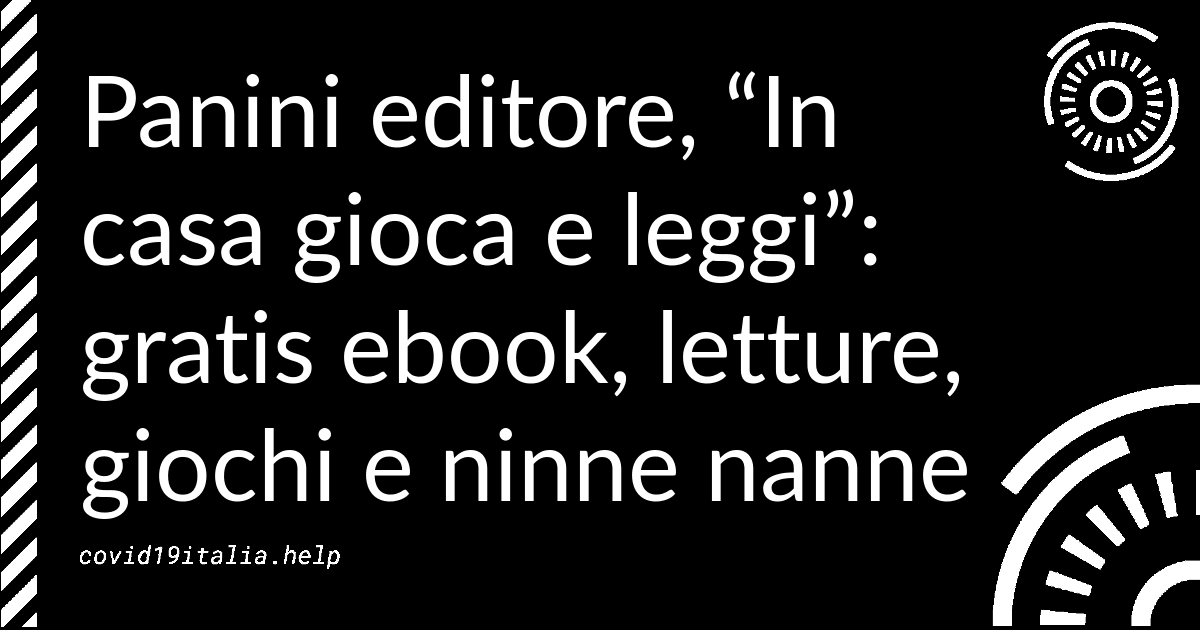 Panini editore, “In
casa gioca e leggi”:
gratis ebook, letture,
giochi e ninne nanne
covid19italia.help